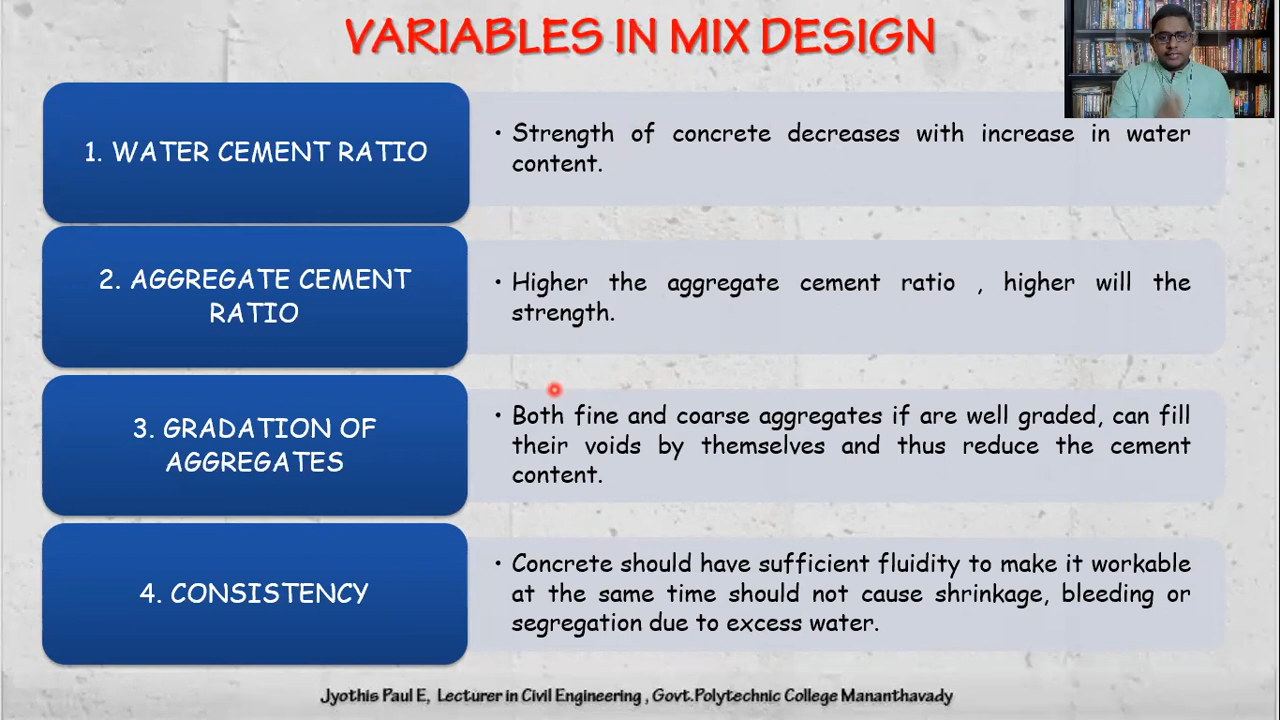 VARIABLES IN MIX DESIGN
1. WATER CEMENT RATIO
• Strength of concrete decreases with increase in water
content.
2. AGGREGATE CEMENT
RATIO
• Higher the aggregate cement ratio , higher will the
strength.
3. GRADATION OF
AGGREGATES
• Both fine and coarse aggregates if are well graded, can fill
their voids by themselves and thus reduce the cement
content.
4. CONSISTENCY
• Concrete should have sufficient fluidity to make it workable
at the same time should not cause shrinkage, bleeding or
segregation due to excess water.
Jyothis Paul E, Lecturer in Civil Engineering , Govt.Polytechnic College Mananthavady